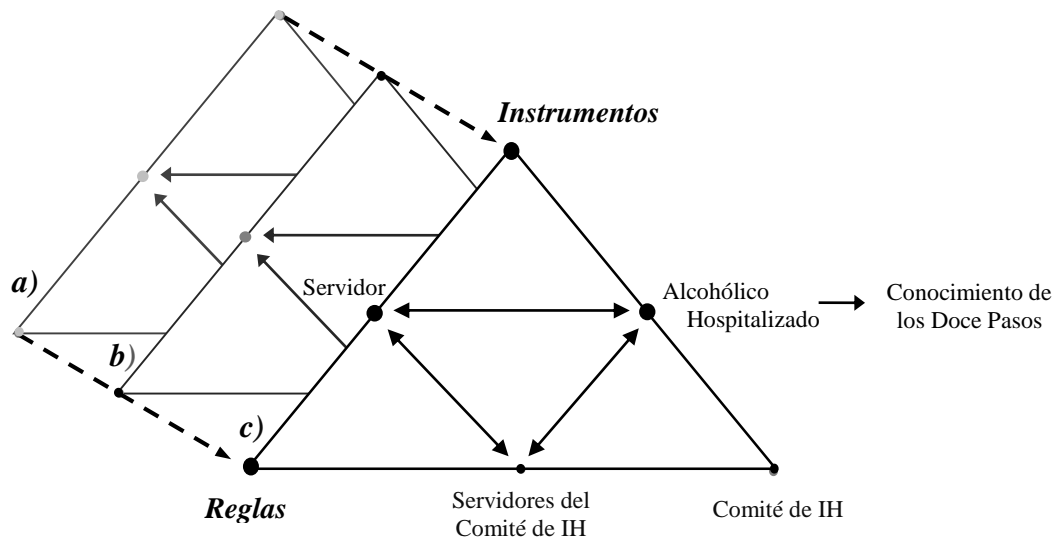 Instrumentos
a)
Servidor
Alcohólico
Hospitalizado
Conocimiento de
los Doce Pasos
b)
c)
Reglas
Servidores del
Comité de IH
Comité de IH